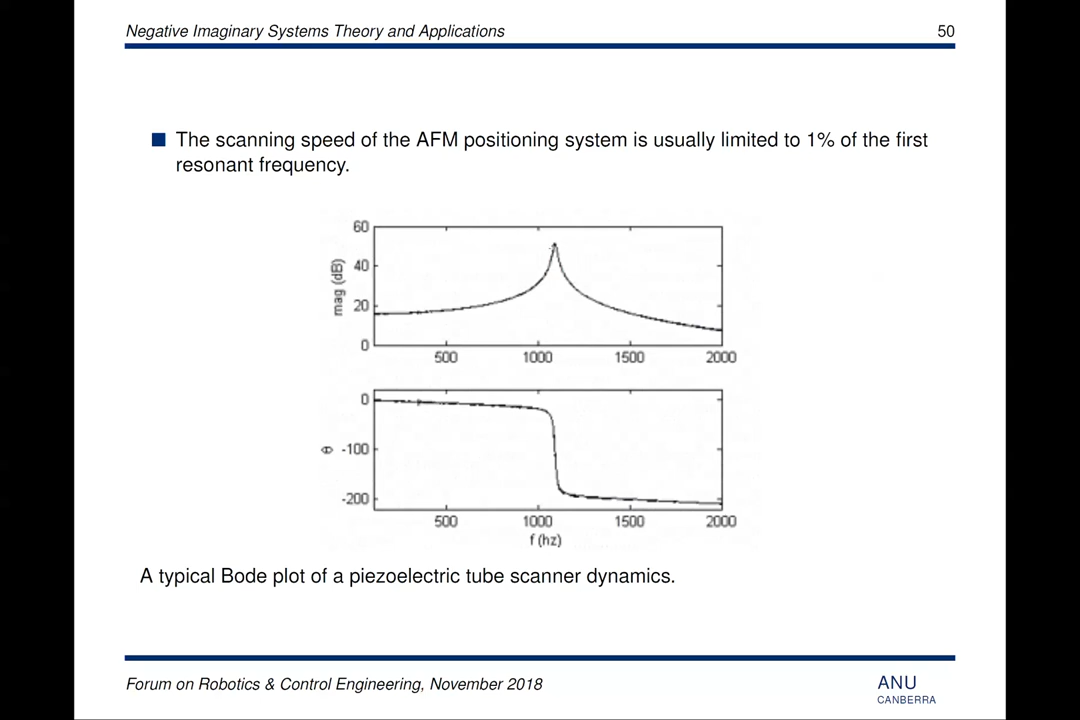 Negative Imaginary Systems Theory and Applications 50
■ The scanning speed of the AFM positioning system is usually limited to 1% of the first
resonant frequency.
60
40
20
0
mag (dB)
500 1000 1500 2000
0
-100
-200
θ
500 1000 1500 2000
f (hz)
A typical Bode plot of a piezoelectric tube scanner dynamics.
Forum on Robotics & Control Engineering, November 2018
ANU
CANBERRA